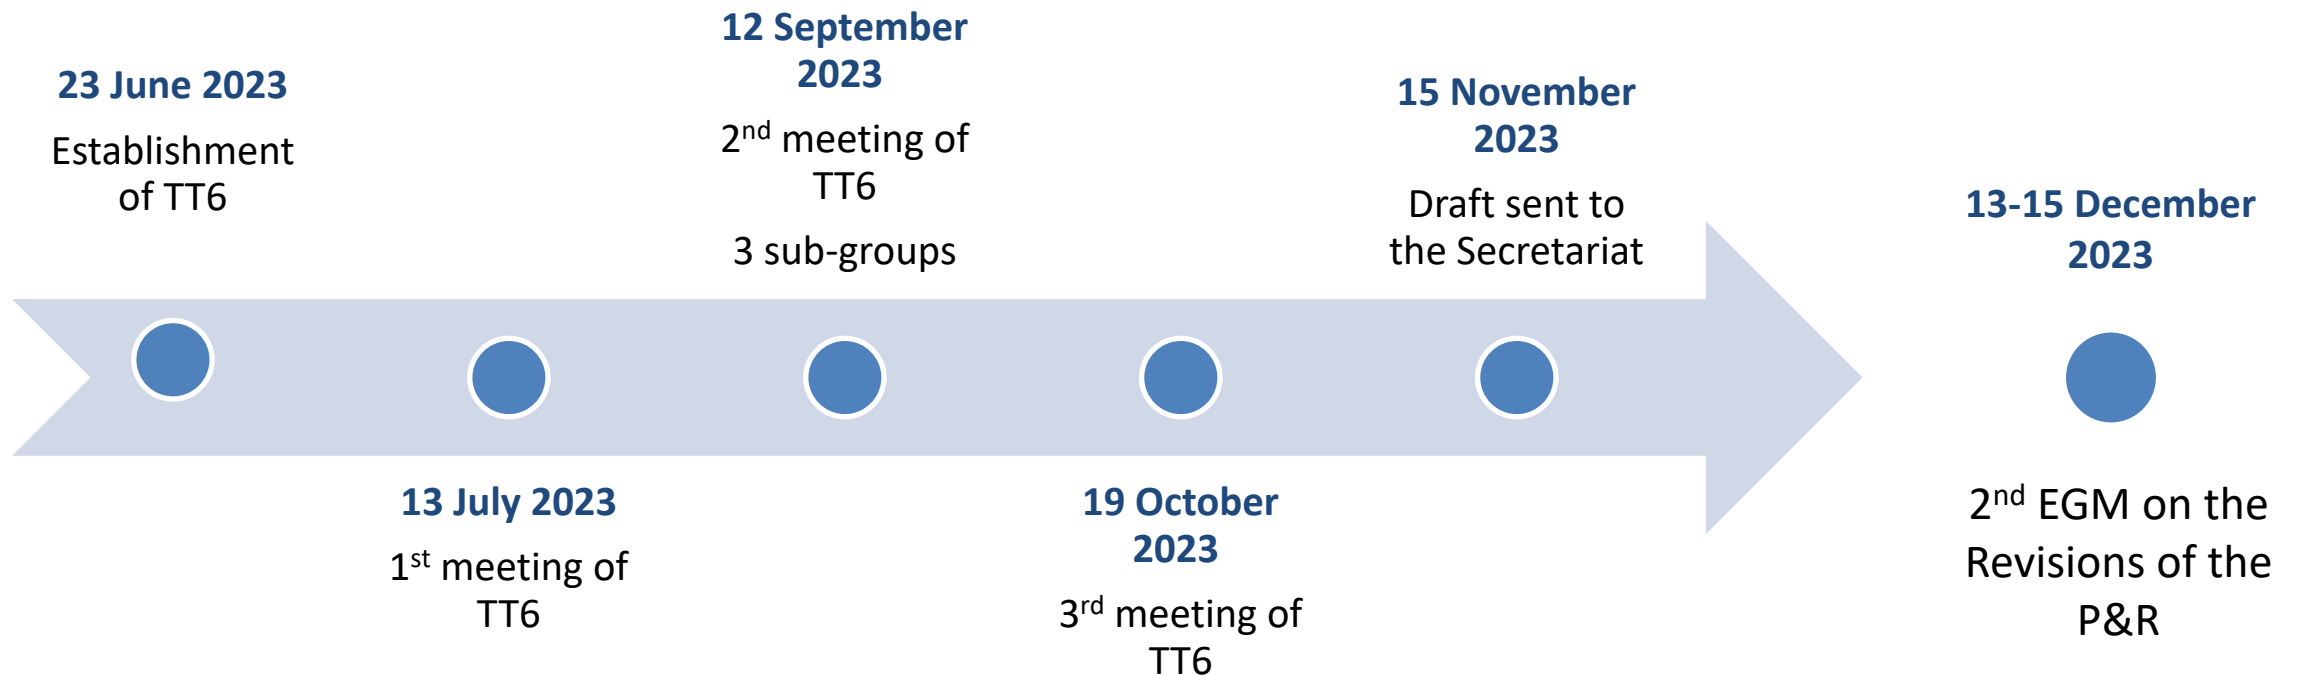 23 June 2023
Establishment
of TT6
13 July 2023
1st meeting of
TT6
12 September
2023
2nd meeting of
TT6
3 sub-groups
19 October
2023
3rd meeting of
TT6
15 November
2023
Draft sent to
the Secretariat
13-15 December
2023
2nd EGM on the
Revisions of the
P&R